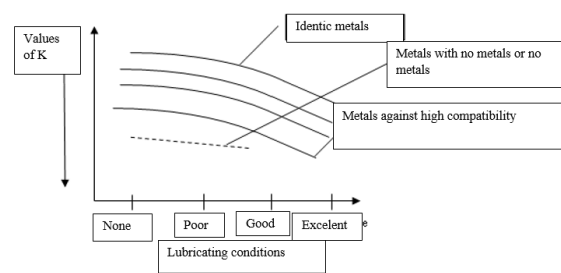 Values
of K
Identic metals
Metals with no metals or no
metals
Metals against high compatibility
None
Poor
Good
Excelent
e
Lubricating conditions